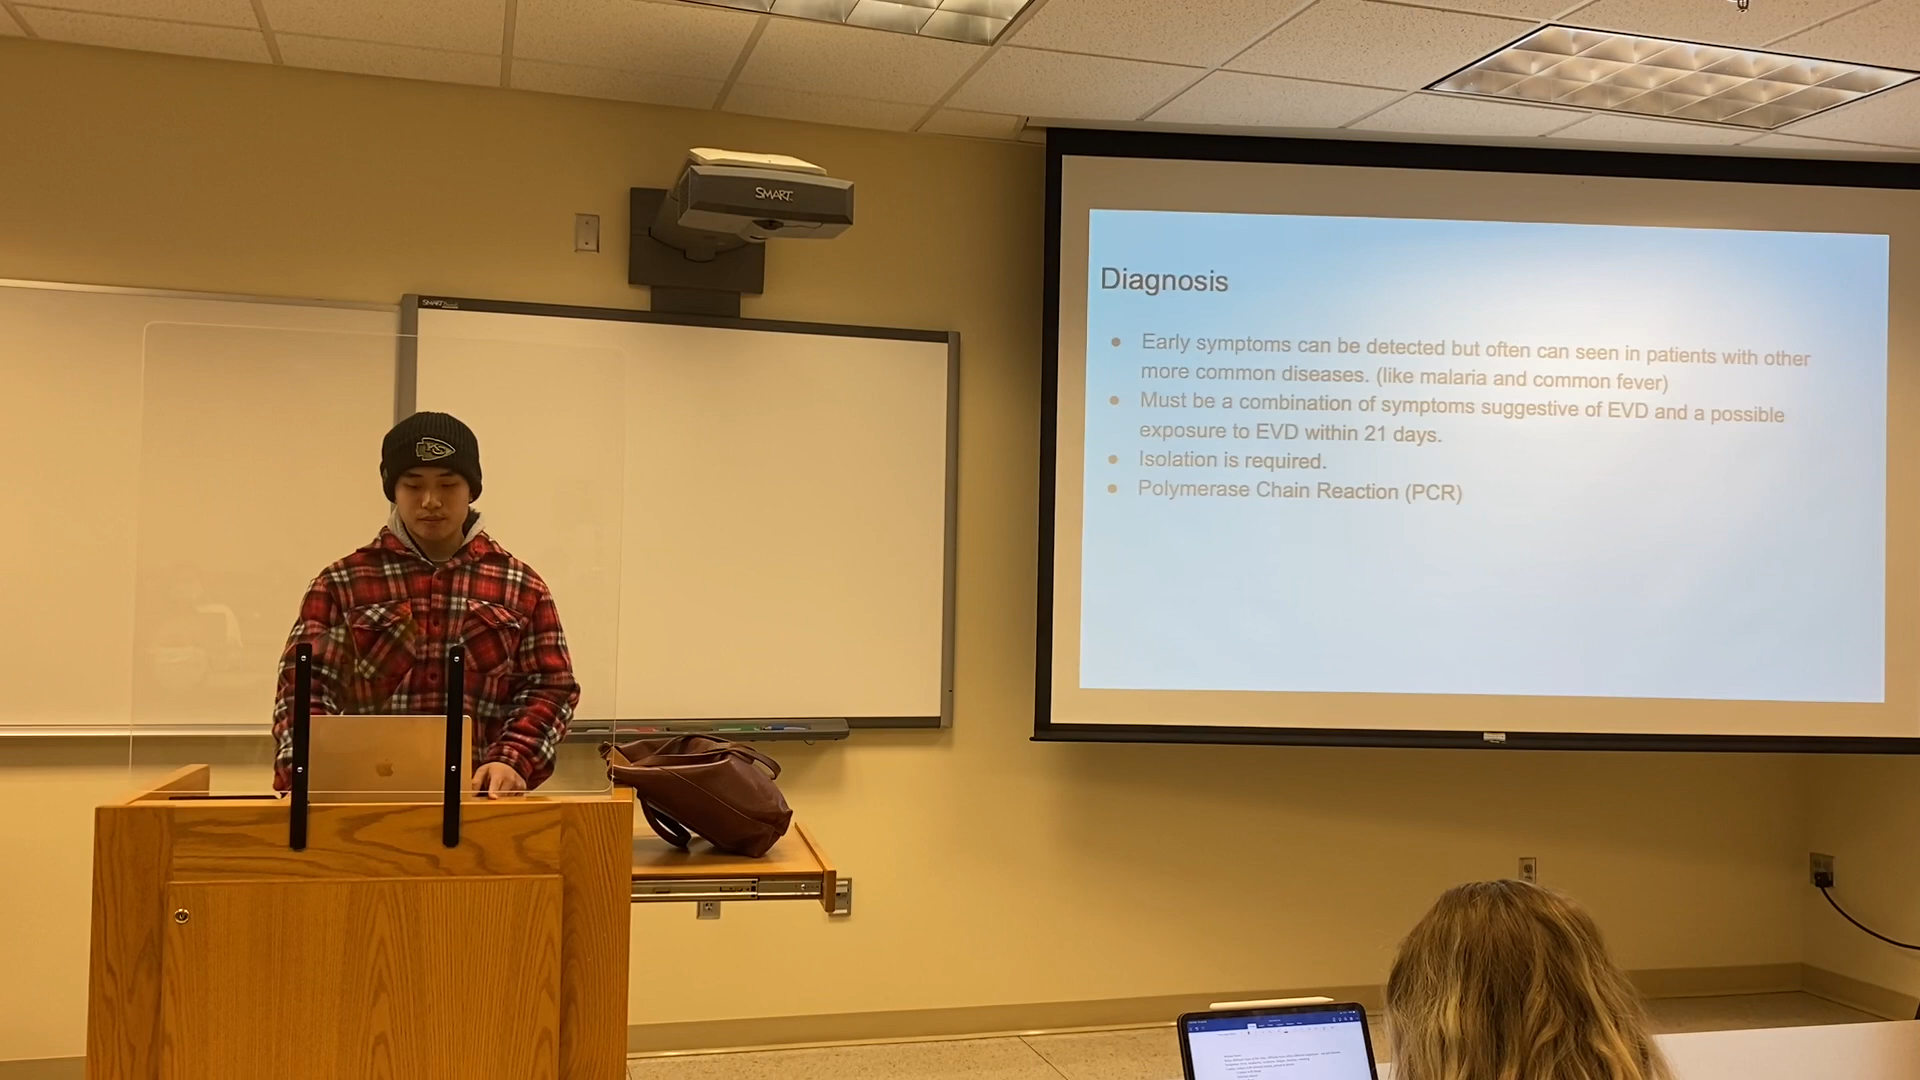 SMART
SMART
KC
Diagnosis
• Early symptoms can be detected but often can seen in patients with other
more common diseases. (like malaria and common fever)
• Must be a combination of symptoms suggestive of EVD and a possible
exposure to EVD within 21 days.
• Isolation is required.
• Polymerase Chain Reaction (PCR)